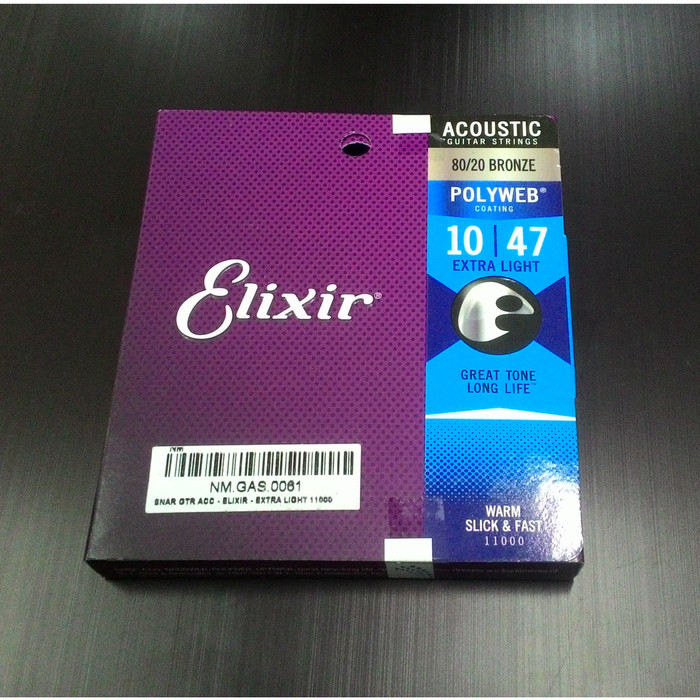 ACOUSTIC
GUITAR STRINGS
80/20 BRONZE
POLYWEB®
COATING
10 | 47
EXTRA LIGHT
Elixir®
GREAT TONE
LONG LIFE™
NM
NM.GAS.0061
SNAR GTR ACC - ELIXIR - EXTRA LIGHT 11000
WARM
SLICK & FAST
11000